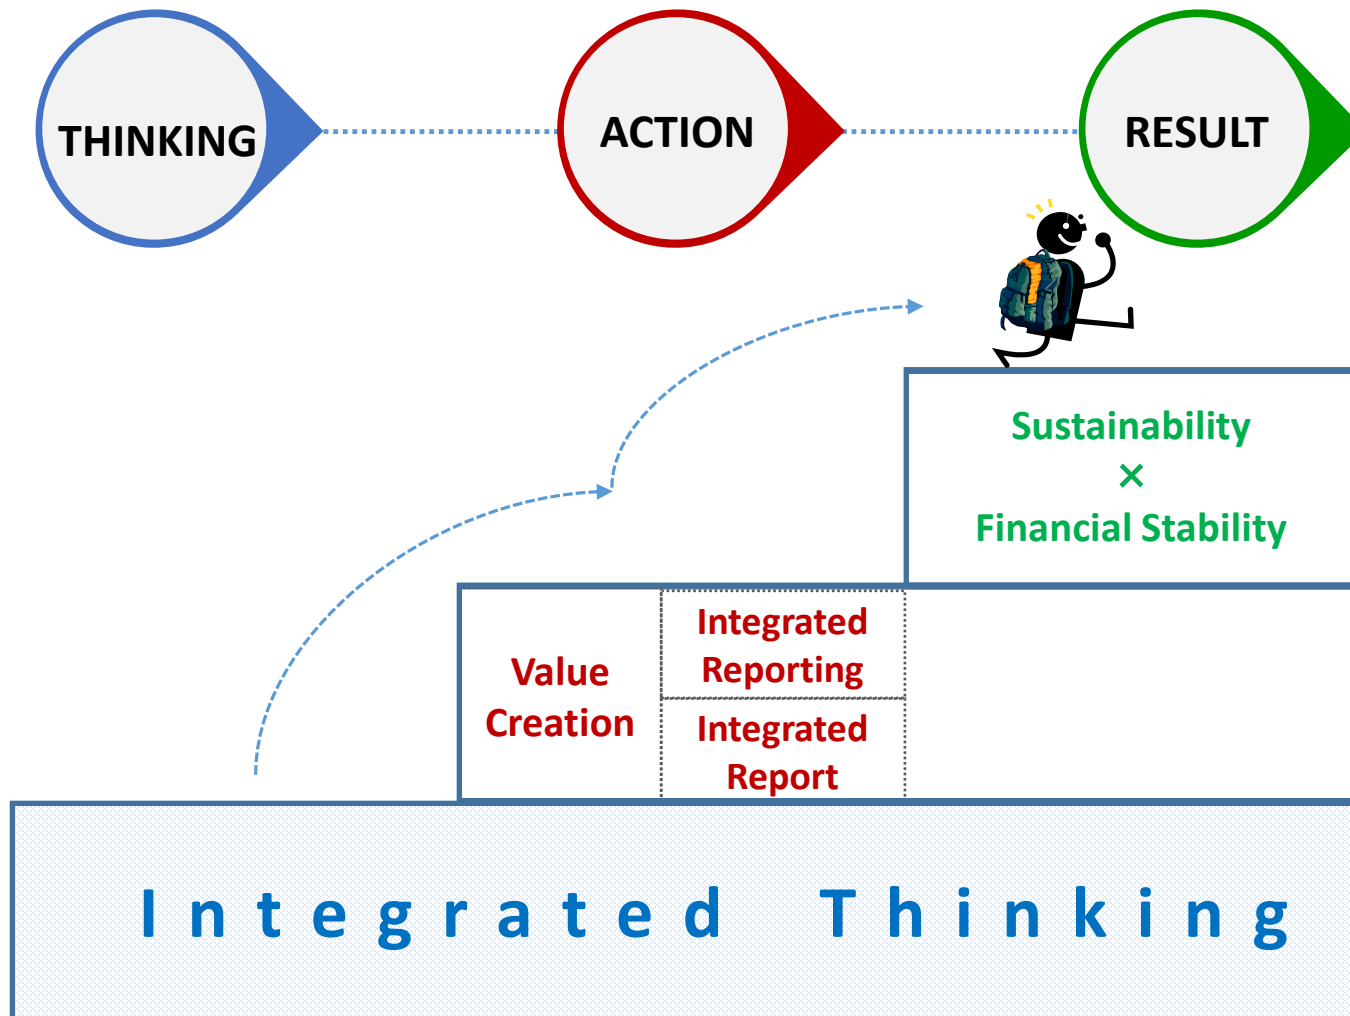 THINKING
ACTION
RESULT
Sustainability
×
Financial Stability
Value
Creation
Integrated
Reporting
Integrated
Report
Integrated Thinking